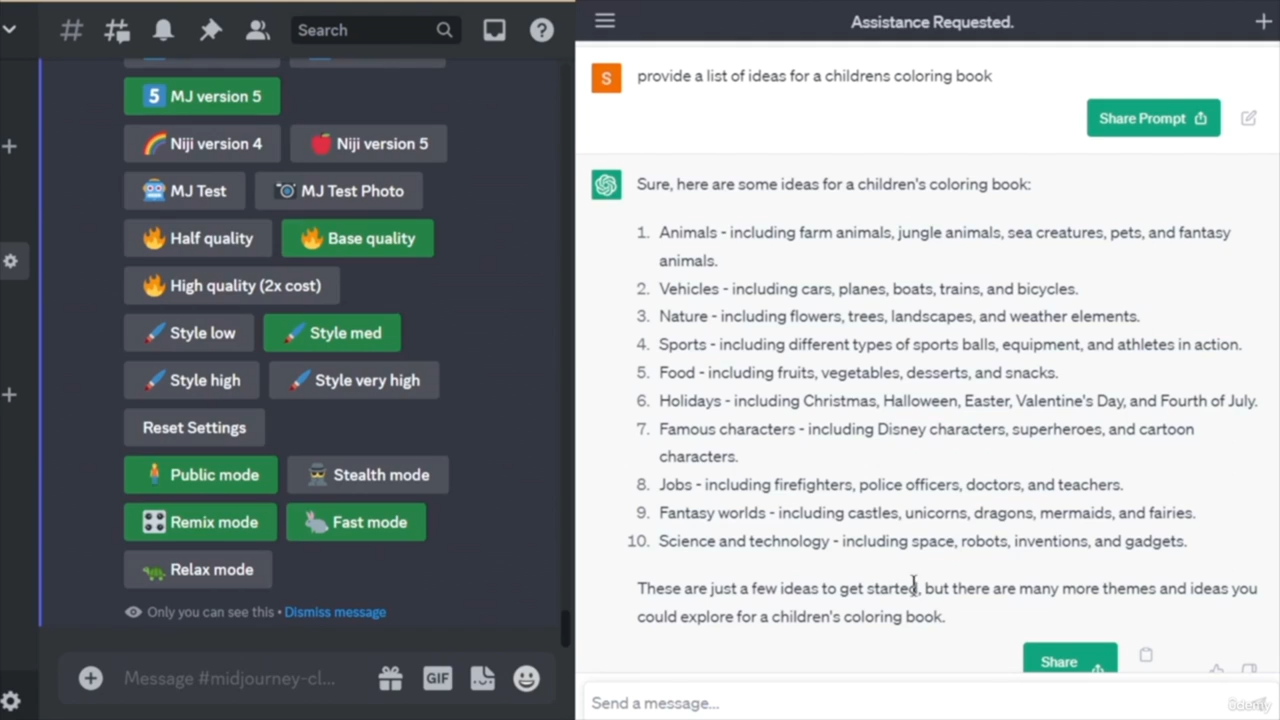 Search
5 MJ version 5
Niji version 4
Niji version 5
MJ Test
MJ Test Photo
Half quality
Base quality
High quality (2x cost)
Style low
Style med
Style high
Style very high
Reset Settings
Public mode
Stealth mode
Remix mode
Fast mode
Relax mode
Only you can see this • Dismiss message
Message #midjourney-cl...
GIF
Assistance Requested.
S
provide a list of ideas for a childrens coloring book
Share Prompt
Sure, here are some ideas for a children's coloring book:
1. Animals - including farm animals, jungle animals, sea creatures, pets, and fantasy
animals.
2. Vehicles - including cars, planes, boats, trains, and bicycles.
3. Nature - including flowers, trees, landscapes, and weather elements.
4. Sports - including different types of sports balls, equipment, and athletes in action.
5. Food - including fruits, vegetables, desserts, and snacks.
6. Holidays - including Christmas, Halloween, Easter, Valentine's Day, and Fourth of July.
7. Famous characters - including Disney characters, superheroes, and cartoon
characters.
8. Jobs - including firefighters, police officers, doctors, and teachers.
9. Fantasy worlds - including castles, unicorns, dragons, mermaids, and fairies.
10. Science and technology - including space, robots, inventions, and gadgets.
These are just a few ideas to get started, but there are many more themes and ideas you
could explore for a children's coloring book.
Share
Send a message...
ûdemy